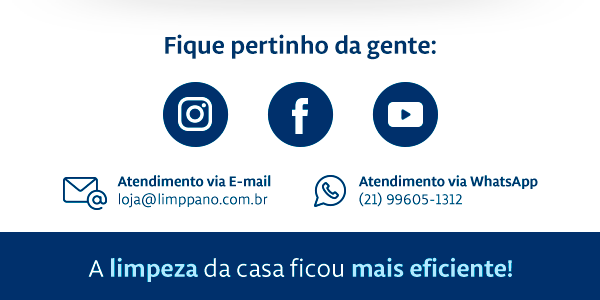 Fique pertinho da gente:
Atendimento via E-mail
loja@limppano.com.br
Atendimento via WhatsApp
(21) 99605-1312
A limpeza da casa ficou mais eficiente!